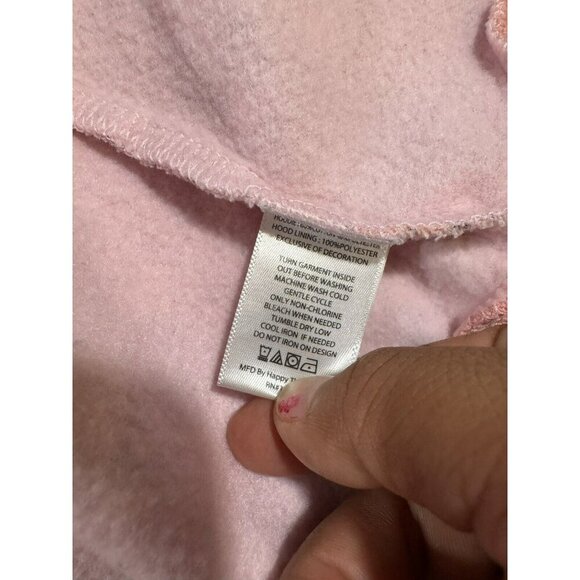 HOOD LINING : 100%POLYESTER
EXCLUSIVE OF DECORATION
TURN GARMENT INSIDE
OUT BEFORE WASHING
MACHINE WASH COLD
GENTLE CYCLE
ONLY NON-CHLORINE
BLEACH WHEN NEEDED
TUMBLE DRY LOW
COOL IRON IF NEEDED
DO NOT IRON ON DESIGN
MFD By Happy
RN#